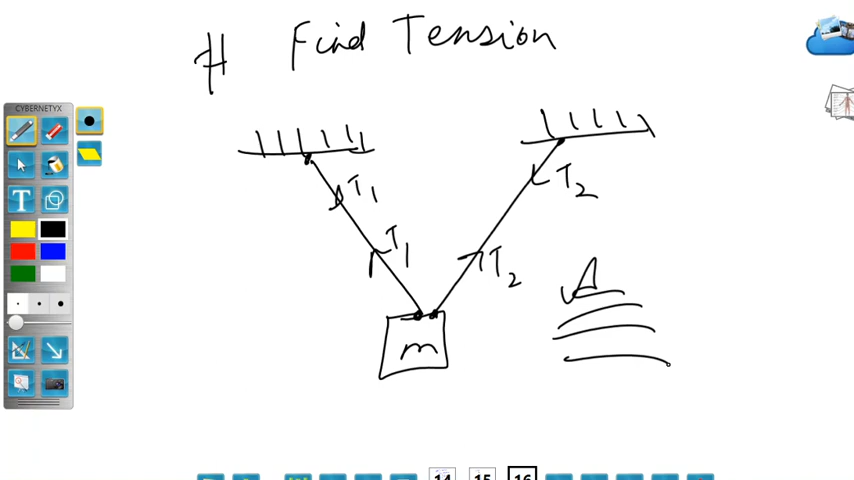 # Find Tension
CYBERNETYX
T1
T2
T1
T2
T
m
14 15 16